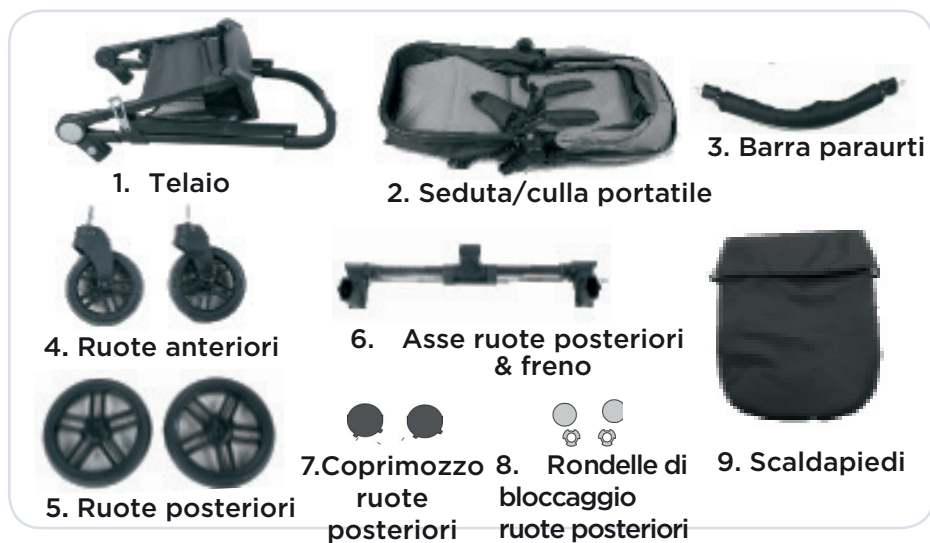 1. Telaio
2. Seduta/culla portatile
3. Barra paraurti
4. Ruote anteriori
5. Ruote posteriori
6. Asse ruote posteriori
& freno
7.Coprimozzo
ruote
posteriori
8. Rondelle di
bloccaggio
ruote posteriori
9. Scaldapiedi